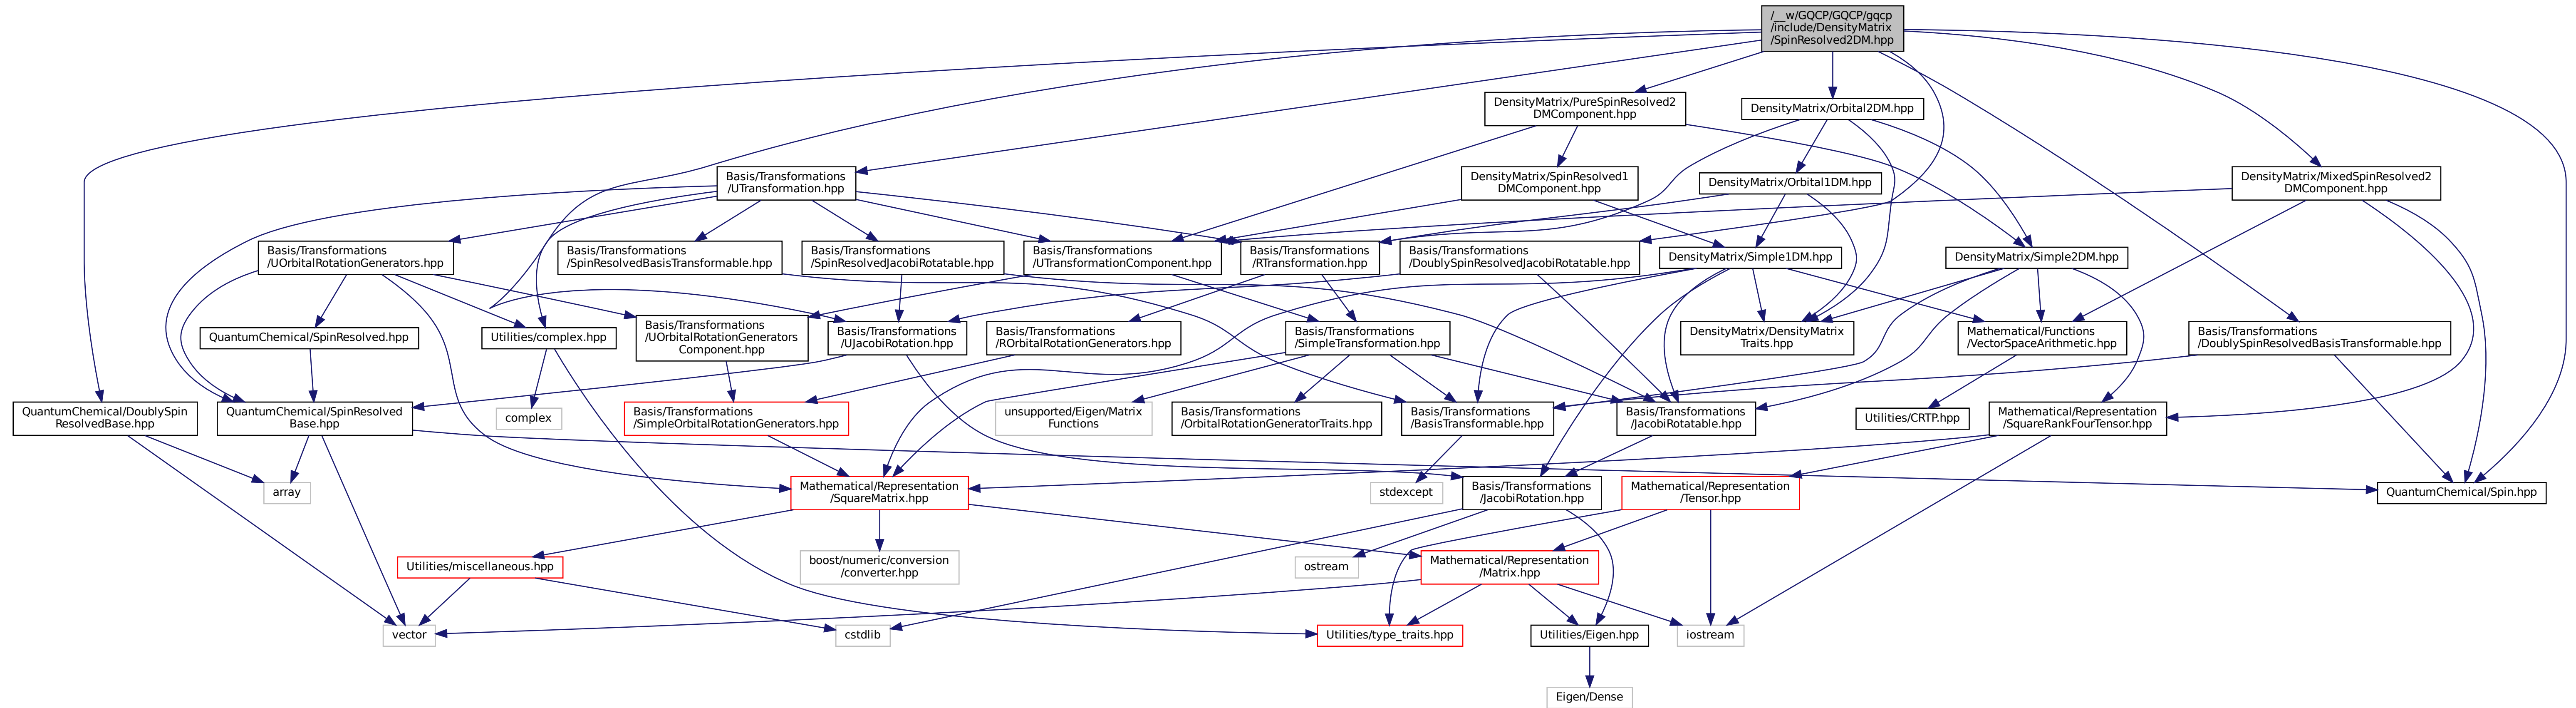 /__w/GQCP/GQCP/gqcp
/include/DensityMatrix
/SpinResolved2DM.hpp
DensityMatrix/PureSpinResolved2
DMComponent.hpp
DensityMatrix/Orbital2DM.hpp
Basis/Transformations
/UTransformation.hpp
DensityMatrix/SpinResolved1
DMComponent.hpp
DensityMatrix/Orbital1DM.hpp
DensityMatrix/MixedSpinResolved2
DMComponent.hpp
Basis/Transformations
/UOrbitalRotationGenerators.hpp
Basis/Transformations
/SpinResolvedBasisTransformable.hpp
Basis/Transformations
/SpinResolvedJacobiRotatable.hpp
Basis/Transformations
/UTransformationComponent.hpp
Basis/Transformations
/RTransformation.hpp
Basis/Transformations
/DoublySpinResolvedJacobiRotatable.hpp
DensityMatrix/Simple1DM.hpp
DensityMatrix/Simple2DM.hpp
QuantumChemical/SpinResolved.hpp
Utilities/complex.hpp
Basis/Transformations
/UOrbitalRotationGenerators
Component.hpp
Basis/Transformations
/UJacobiRotation.hpp
Basis/Transformations
/ROrbitalRotationGenerators.hpp
Basis/Transformations
/SimpleTransformation.hpp
DensityMatrix/DensityMatrix
Traits.hpp
Mathematical/Functions
/VectorSpaceArithmetic.hpp
Basis/Transformations
/DoublySpinResolvedBasisTransformable.hpp
QuantumChemical/DoublySpin
ResolvedBase.hpp
QuantumChemical/SpinResolved
Base.hpp
complex
Basis/Transformations
/SimpleOrbitalRotationGenerators.hpp
unsupported/Eigen/Matrix
Functions
Basis/Transformations
/OrbitalRotationGeneratorTraits.hpp
Basis/Transformations
/BasisTransformable.hpp
Basis/Transformations
/JacobiRotatable.hpp
Utilities/CRTP.hpp
Mathematical/Representation
/SquareRankFourTensor.hpp
array
Mathematical/Representation
/SquareMatrix.hpp
stdexcept
Basis/Transformations
/JacobiRotation.hpp
Mathematical/Representation
/Tensor.hpp
QuantumChemical/Spin.hpp
Utilities/miscellaneous.hpp
boost/numeric/conversion
/converter.hpp
ostream
Mathematical/Representation
/Matrix.hpp
vector
cstdlib
Utilities/type_traits.hpp
Utilities/Eigen.hpp
iostream
Eigen/Dense